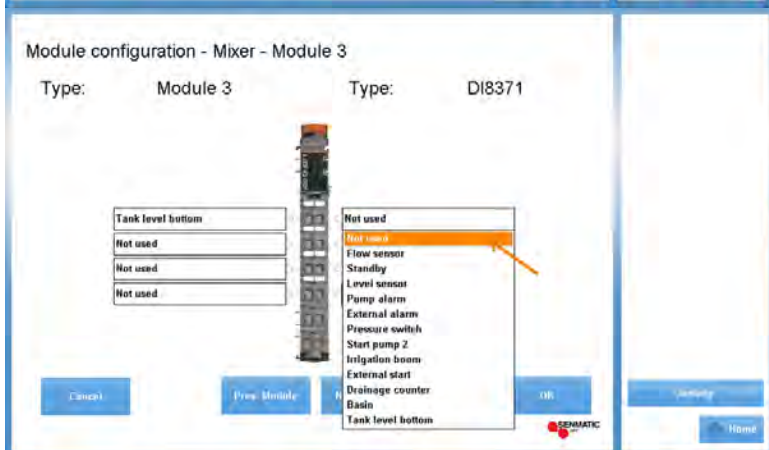 Module configuration - Mixer - Module 3
Type: Module 3 Type: DI8371
Tank level bottom
Not used
Not used
Not used
Not used
Not used
Flow sensor
Standby
Level sensor
Pump alarm
External alarm
Pressure switch
Start pump 2
Irrigation boom
External start
Drainage counter
Basin
Tank level bottom
Cancel
Prev. Module
N
OK
SENMATIC
Home